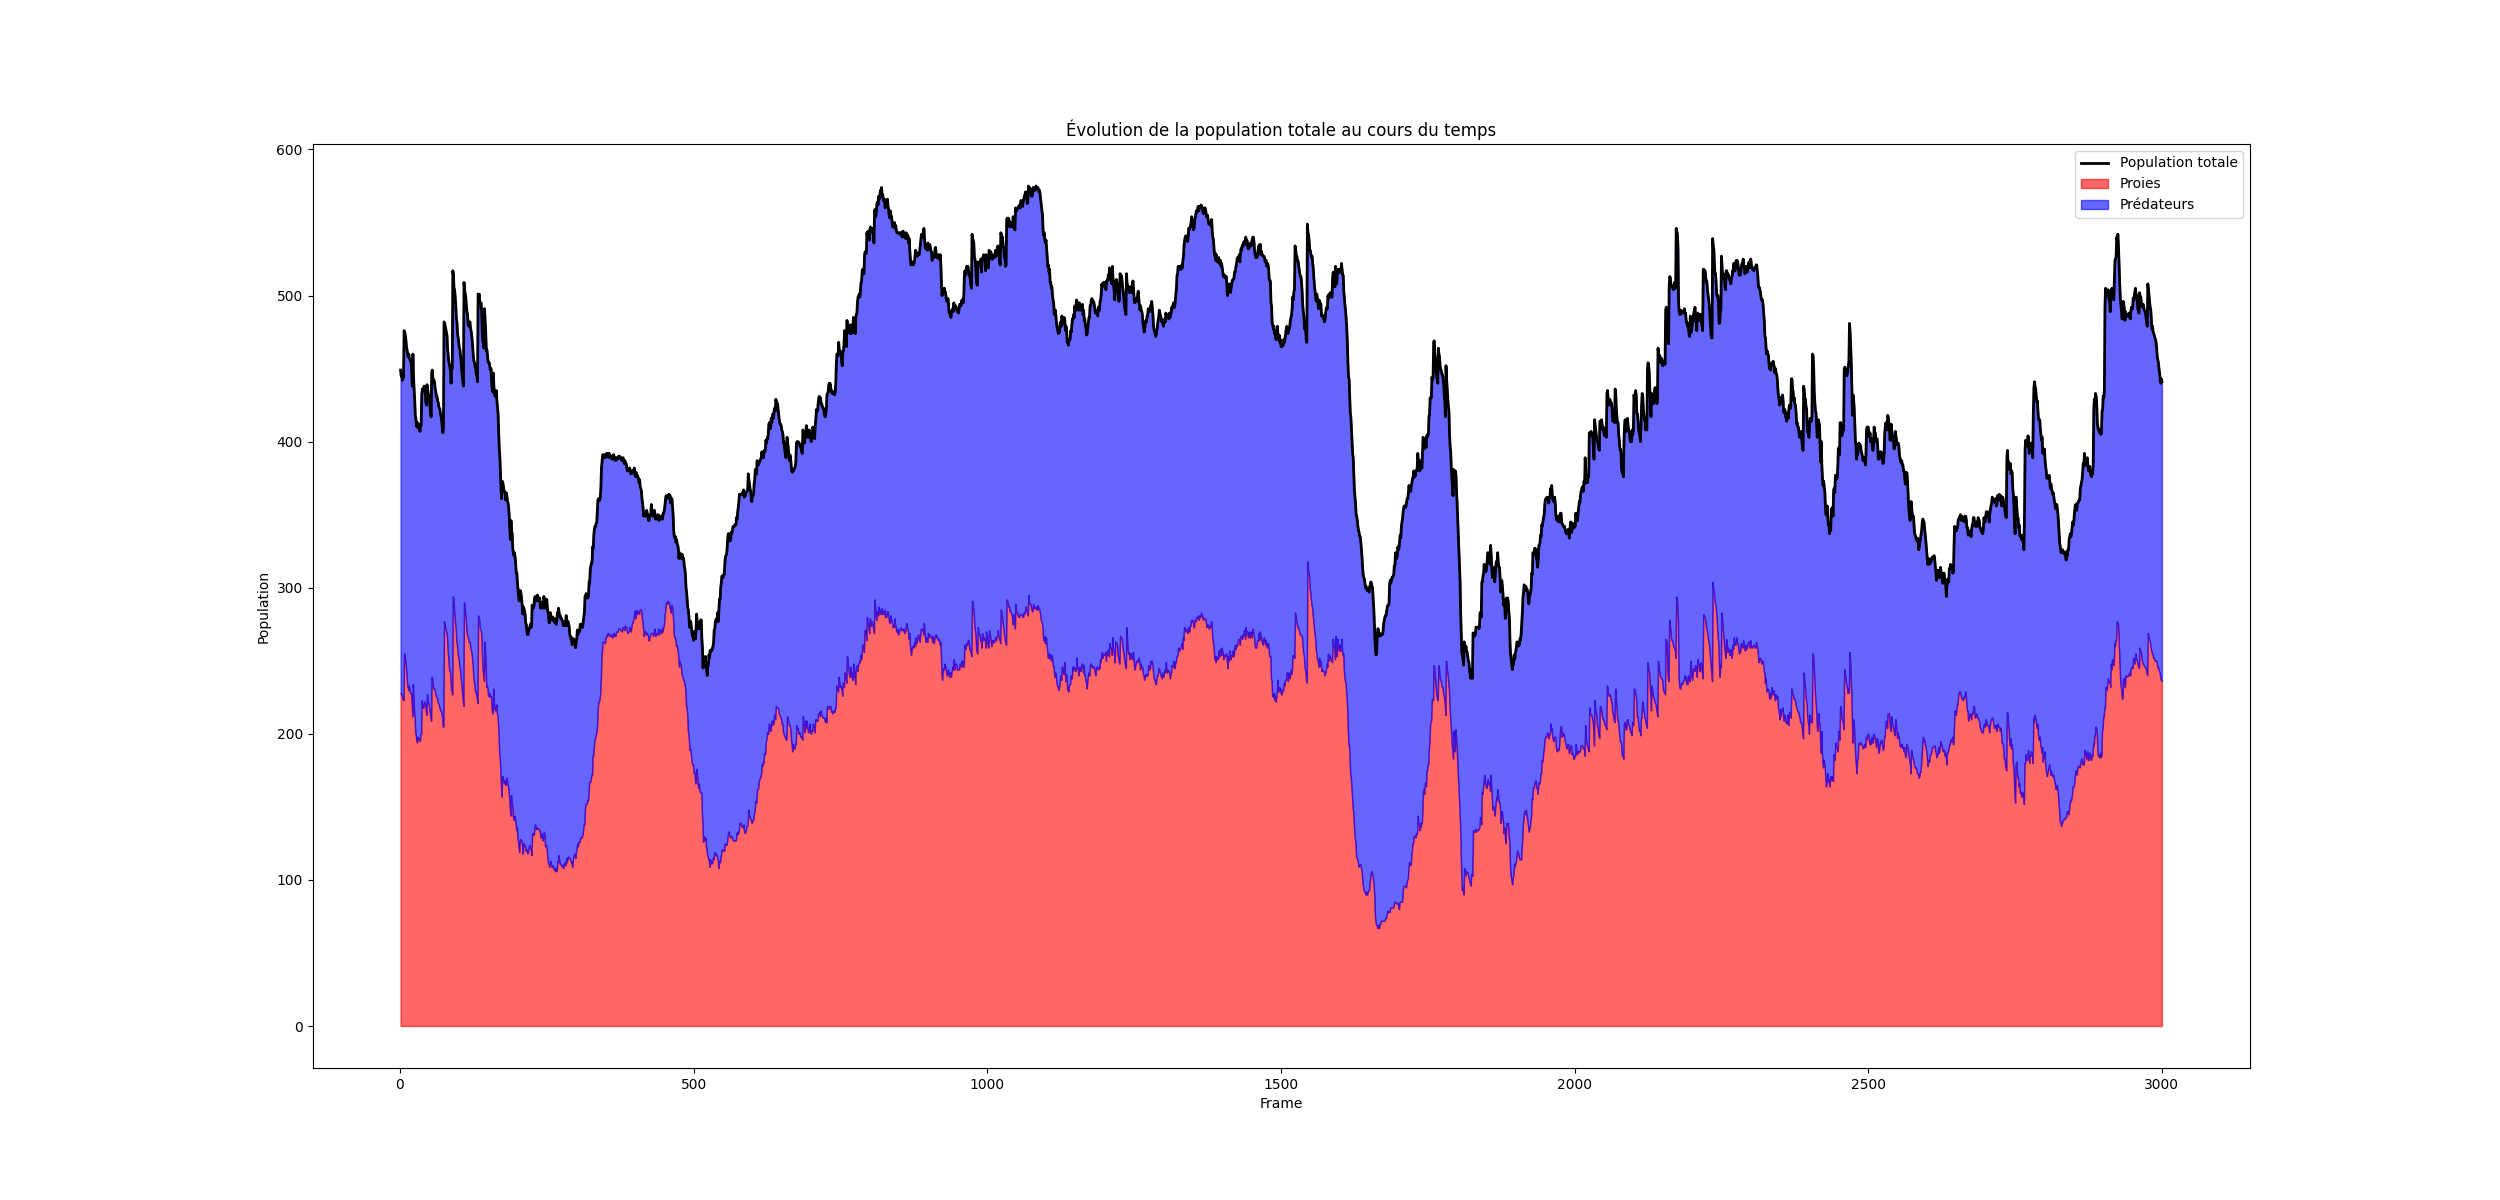 Évolution de la population totale au cours du temps
Population totale
Proies
Prédateurs
600
500
400
300
200
100
0
Population
0
500
1000
1500
2000
2500
3000
Frame